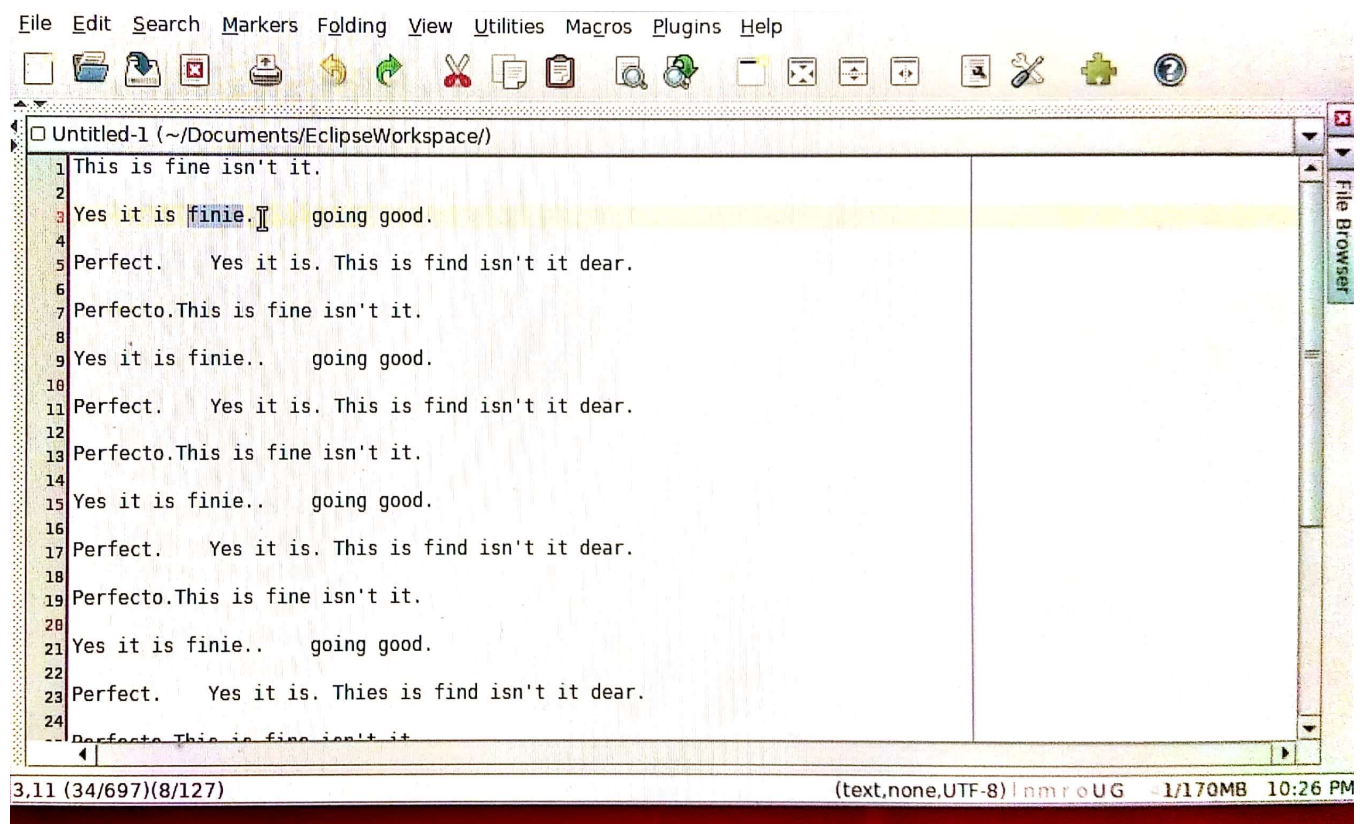 File Edit Search Markers Folding View Utilities Macros Plugins Help
Untitled-1 (~/Documents/EclipseWorkspace/)
File Browser
1 This is fine isn't it.
2
3 Yes it is finie.. going good.
4
5 Perfect. Yes it is. This is find isn't it dear.
6
7 Perfecto.This is fine isn't it.
8
9 Yes it is finie.. going good.
10
11 Perfect. Yes it is. This is find isn't it dear.
12
13 Perfecto.This is fine isn't it.
14
15 Yes it is finie.. going good.
16
17 Perfect. Yes it is. This is find isn't it dear.
18
19 Perfecto.This is fine isn't it.
20
21 Yes it is finie.. going good.
22
23 Perfect. Yes it is. Thies is find isn't it dear.
24
Perfecto.This is fine isn't it.
3,11 (34/697)(8/127) (text,none,UTF-8) n m r o U G 1/170MB 10:26 PM